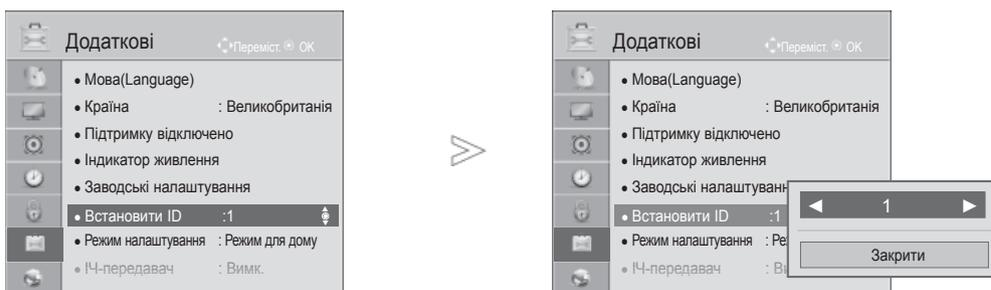 Додаткові Переміст. OK
• Мова(Language)
• Країна : Великобританія
• Підтримку відключено
• Індикатор живлення
• Заводські налаштування
• Встановити ID :1
• Режим налаштування : Режим для дому
• ІЧ-передавач : Вимк.
>
Додаткові Переміст. OK
• Мова(Language)
• Країна : Великобританія
• Підтримку відключено
• Індикатор живлення
• Заводські налаштуван
• Встановити ID :1
• Режим налаштування : Ре
• ІЧ-передавач : Ви
◄ 1 ►
Закрити